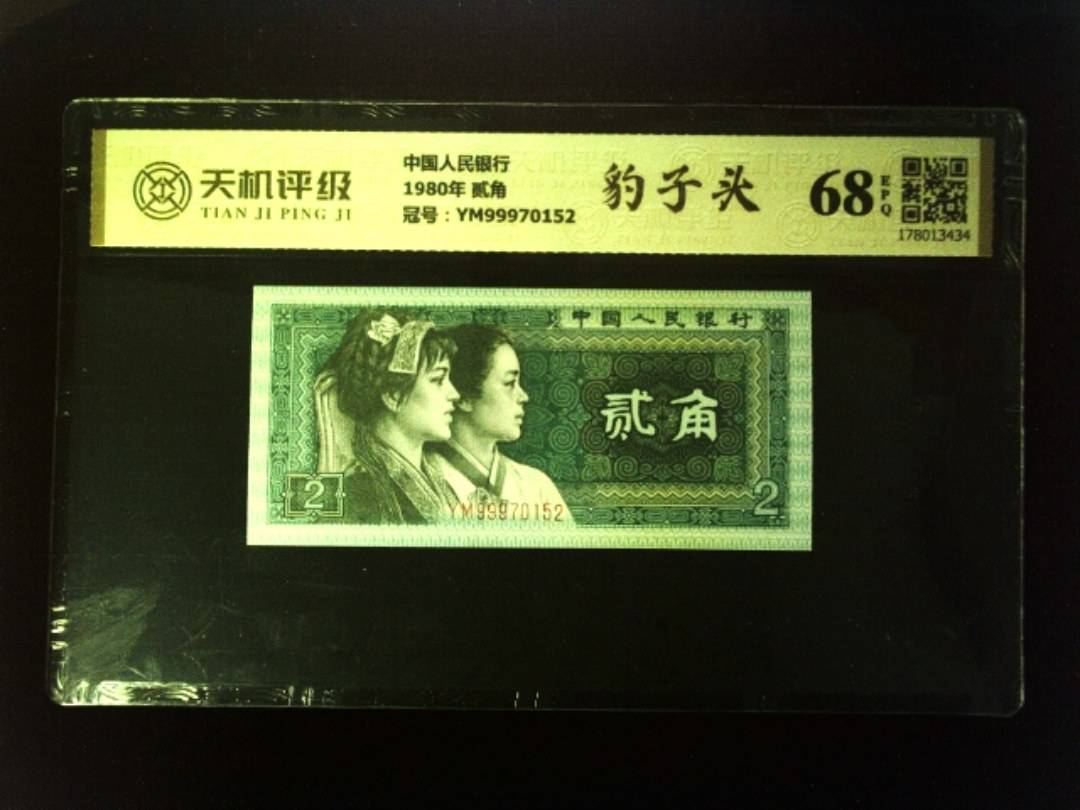 天机评级
TIAN JI PING JI
中国人民银行
1980年 贰角
冠号：YM99970152
豹子头
68
EPQ
178013434
中国人民银行
贰角
2
YM99970152
2